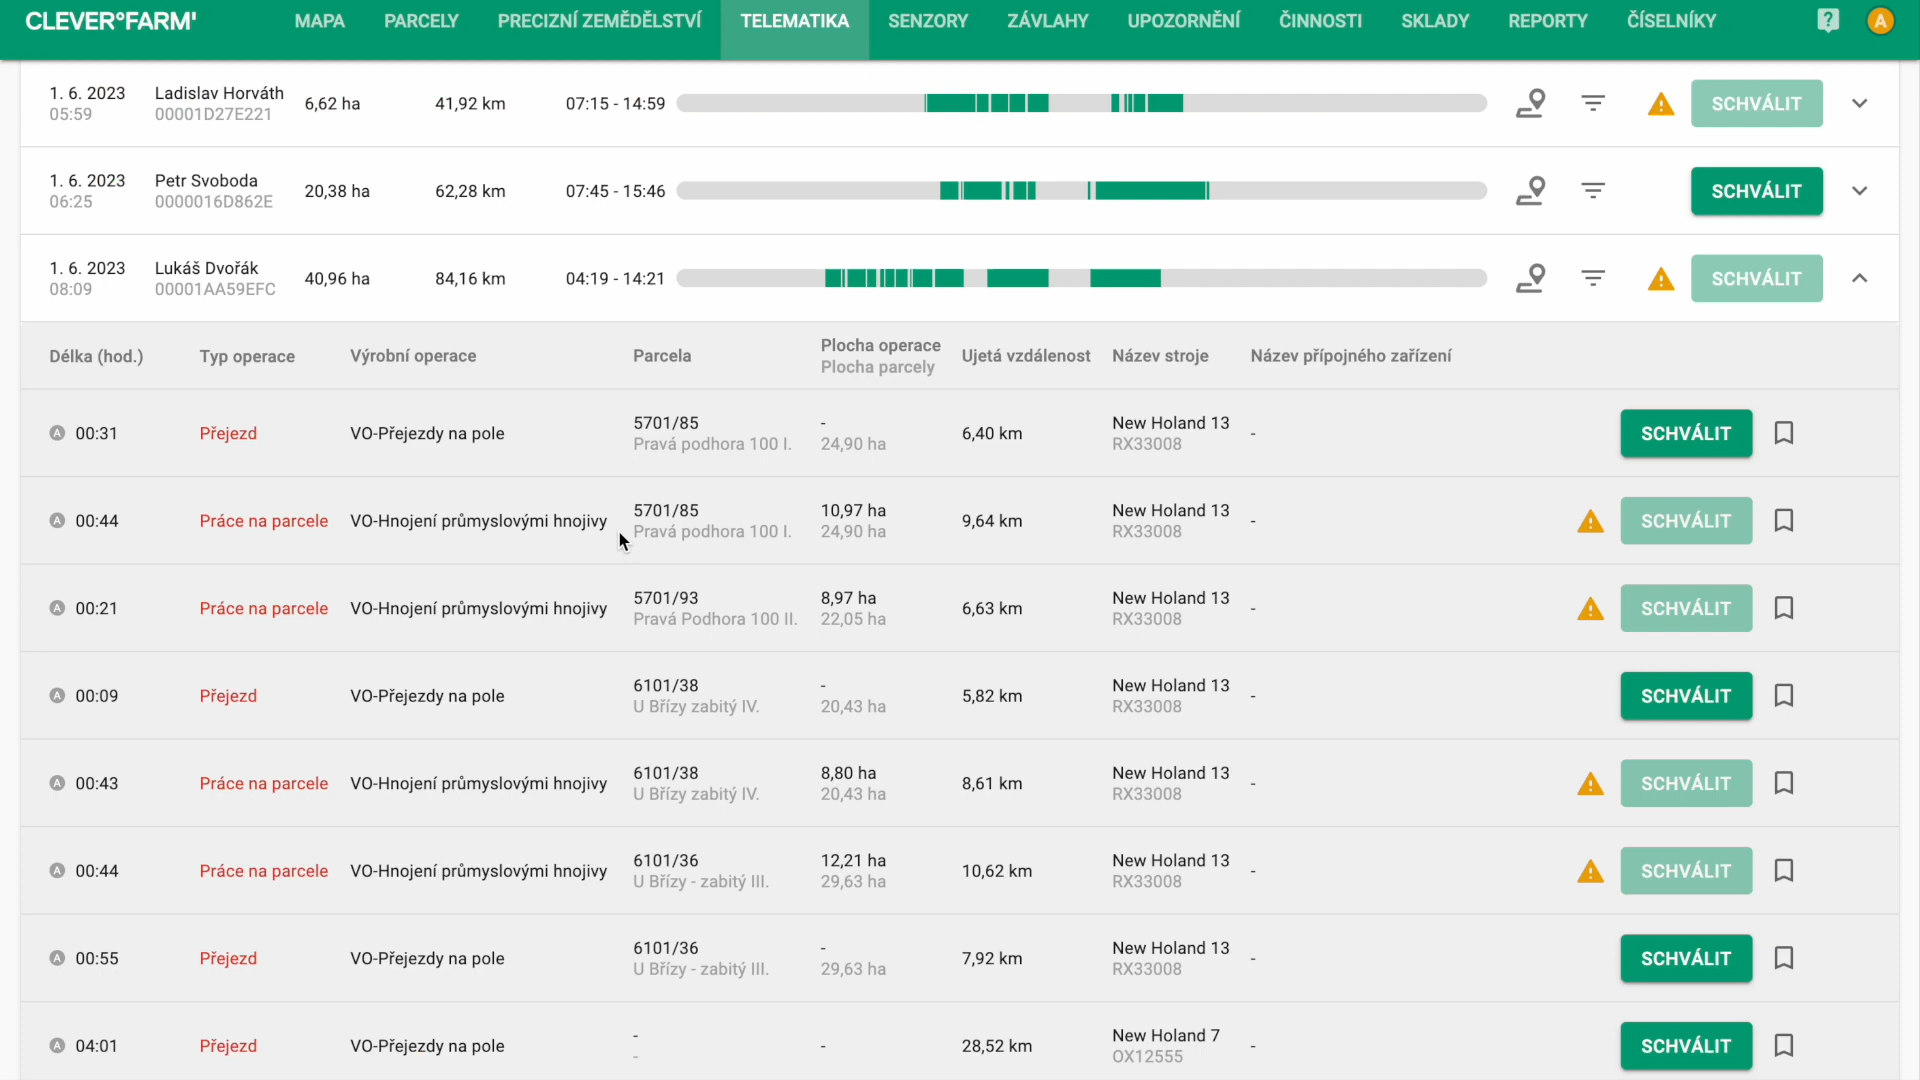 CLEVER°FARM' MAPA PARCELY PRECIZNÍ ZEMĚDĚLSTVÍ TELEMATIKA SENZORY ZÁVLAHY UPOZORNĚNÍ ČINNOSTI SKLADY REPORTY ČÍSELNÍKY ? A
1. 6. 2023 Ladislav Horváth 6,62 ha 41,92 km 07:15 - 14:59 SCHVÁLIT
05:59 00001D27E221
1. 6. 2023 Petr Svoboda 20,38 ha 62,28 km 07:45 - 15:46 SCHVÁLIT
06:25 0000016D862E
1. 6. 2023 Lukáš Dvořák 40,96 ha 84,16 km 04:19 - 14:21 SCHVÁLIT
08:09 00001AA59EFC
Délka (hod.) Typ operace Výrobní operace Parcela Plocha operace Ujetá vzdálenost Název stroje Název přípojného zařízení
Plocha parcely
A 00:31 Přejezd VO-Přejezdy na pole 5701/85 - 6,40 km New Holand 13 - SCHVÁLIT
Pravá podhora 100 I. 24,90 ha RX33008
A 00:44 Práce na parcele VO-Hnojení průmyslovými hnojivy 5701/85 10,97 ha 9,64 km New Holand 13 - SCHVÁLIT
Pravá podhora 100 I. 24,90 ha RX33008
A 00:21 Práce na parcele VO-Hnojení průmyslovými hnojivy 5701/93 8,97 ha 6,63 km New Holand 13 - SCHVÁLIT
Pravá Podhora 100 II. 22,05 ha RX33008
A 00:09 Přejezd VO-Přejezdy na pole 6101/38 - 5,82 km New Holand 13 - SCHVÁLIT
U Břízy zabitý IV. 20,43 ha RX33008
A 00:43 Práce na parcele VO-Hnojení průmyslovými hnojivy 6101/38 8,80 ha 8,61 km New Holand 13 - SCHVÁLIT
U Břízy zabitý IV. 20,43 ha RX33008
A 00:44 Práce na parcele VO-Hnojení průmyslovými hnojivy 6101/36 12,21 ha 10,62 km New Holand 13 - SCHVÁLIT
U Břízy - zabitý III. 29,63 ha RX33008
A 00:55 Přejezd VO-Přejezdy na pole 6101/36 - 7,92 km New Holand 13 - SCHVÁLIT
U Břízy - zabitý III. 29,63 ha RX33008
A 04:01 Přejezd VO-Přejezdy na pole - - 28,52 km New Holand 7 - SCHVÁLIT
- OX12555